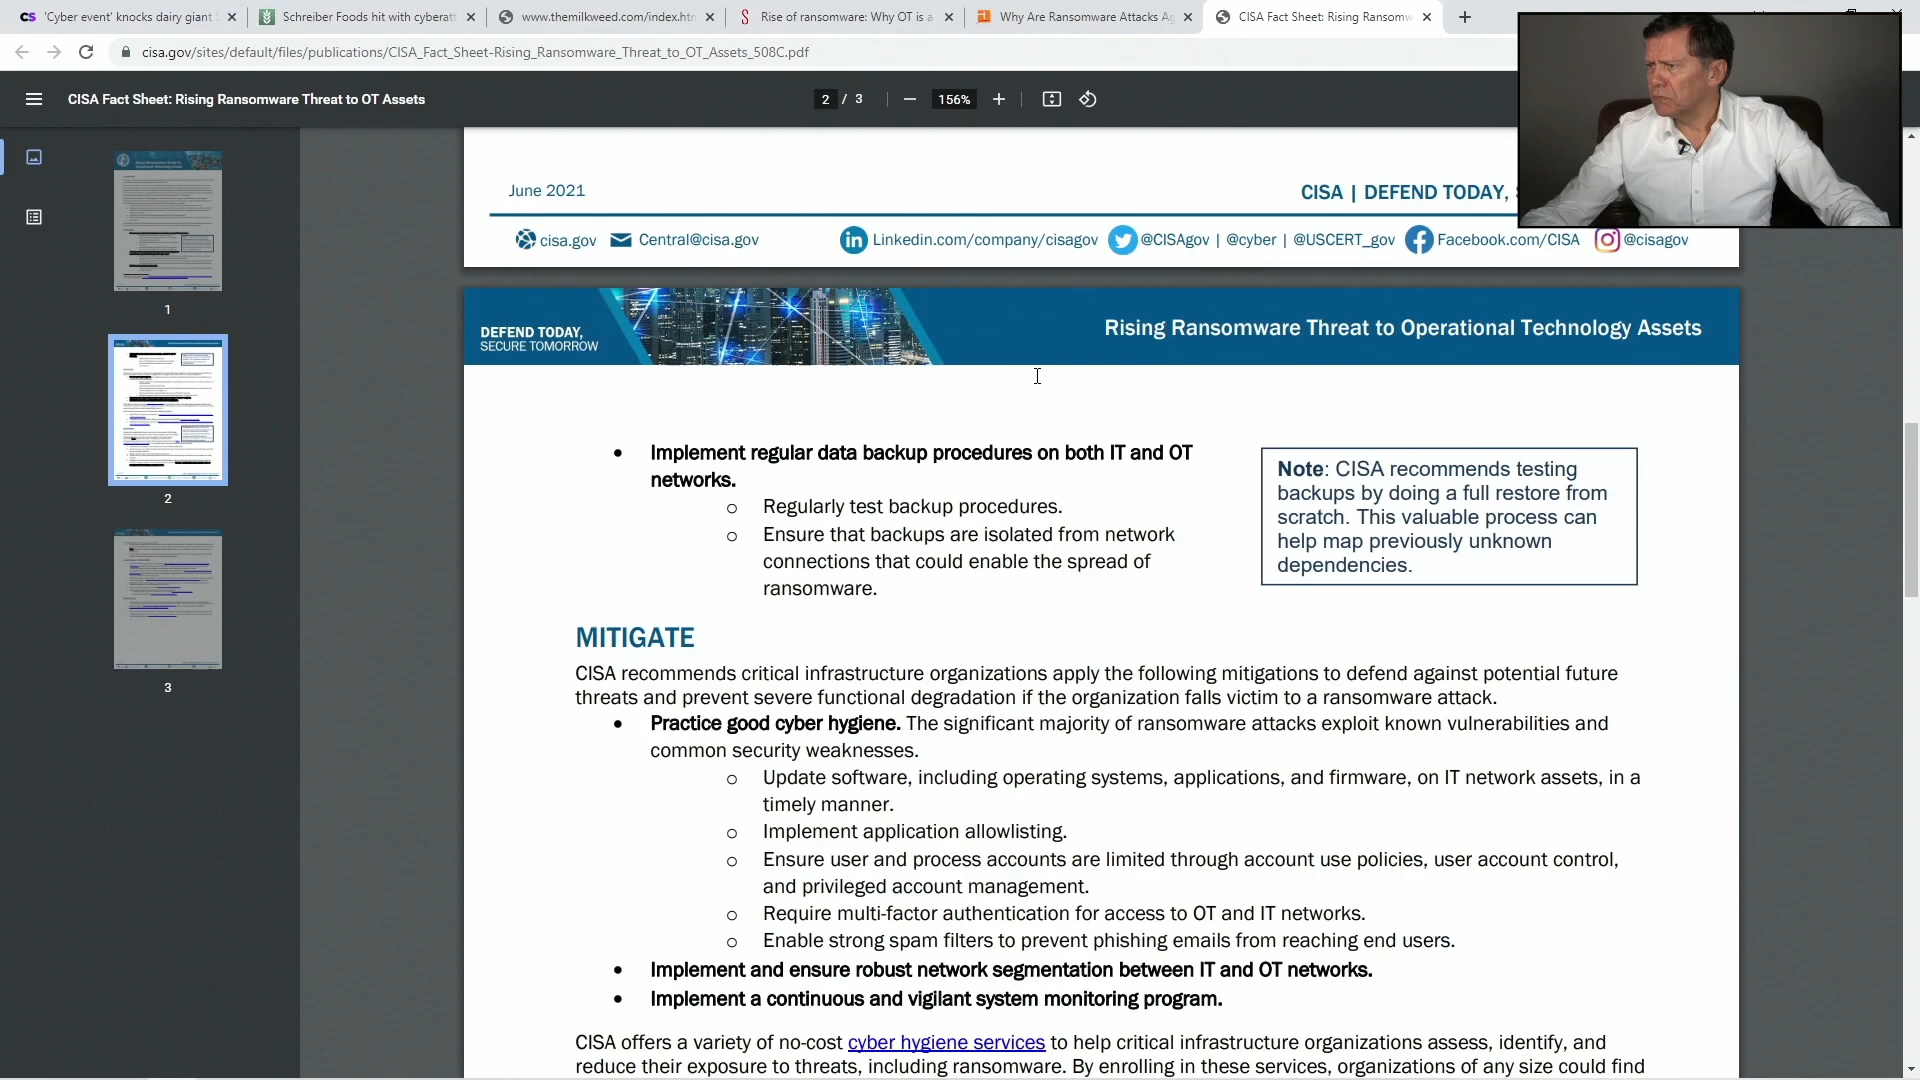 CS 'Cyber event' knocks dairy giant
Schreiber Foods hit with cyberatt
www.themilkweed.com/index.htm
Rise of ransomware: Why OT is a
Why Are Ransomware Attacks Ag
CISA Fact Sheet: Rising Ransomw
cisa.gov/sites/default/files/publications/CISA_Fact_Sheet-Rising_Ransomware_Threat_to_OT_Assets_508C.pdf
CISA Fact Sheet: Rising Ransomware Threat to OT Assets
2 / 3
156%
1
2
3
June 2021
CISA | DEFEND TODAY,
cisa.gov Central@cisa.gov Linkedin.com/company/cisagov @CISAgov | @cyber | @USCERT_gov Facebook.com/CISA @cisagov
DEFEND TODAY,
SECURE TOMORROW
Rising Ransomware Threat to Operational Technology Assets
• Implement regular data backup procedures on both IT and OT
networks.
o Regularly test backup procedures.
o Ensure that backups are isolated from network
connections that could enable the spread of
ransomware.
Note: CISA recommends testing
backups by doing a full restore from
scratch. This valuable process can
help map previously unknown
dependencies.
MITIGATE
CISA recommends critical infrastructure organizations apply the following mitigations to defend against potential future
threats and prevent severe functional degradation if the organization falls victim to a ransomware attack.
• Practice good cyber hygiene. The significant majority of ransomware attacks exploit known vulnerabilities and
common security weaknesses.
o Update software, including operating systems, applications, and firmware, on IT network assets, in a
timely manner.
o Implement application allowlisting.
o Ensure user and process accounts are limited through account use policies, user account control,
and privileged account management.
o Require multi-factor authentication for access to OT and IT networks.
o Enable strong spam filters to prevent phishing emails from reaching end users.
• Implement and ensure robust network segmentation between IT and OT networks.
• Implement a continuous and vigilant system monitoring program.
CISA offers a variety of no-cost cyber hygiene services to help critical infrastructure organizations assess, identify, and
reduce their exposure to threats, including ransomware. By enrolling in these services, organizations of any size could find